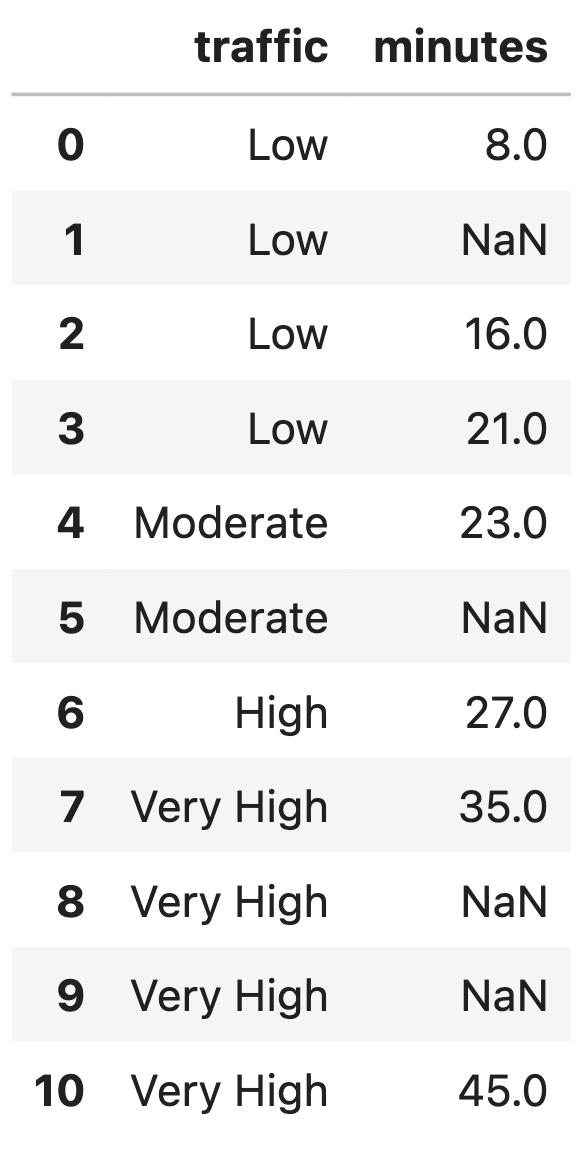 traffic minutes
0 Low 8.0
1 Low NaN
2 Low 16.0
3 Low 21.0
4 Moderate 23.0
5 Moderate NaN
6 High 27.0
7 Very High 35.0
8 Very High NaN
9 Very High NaN
10 Very High 45.0